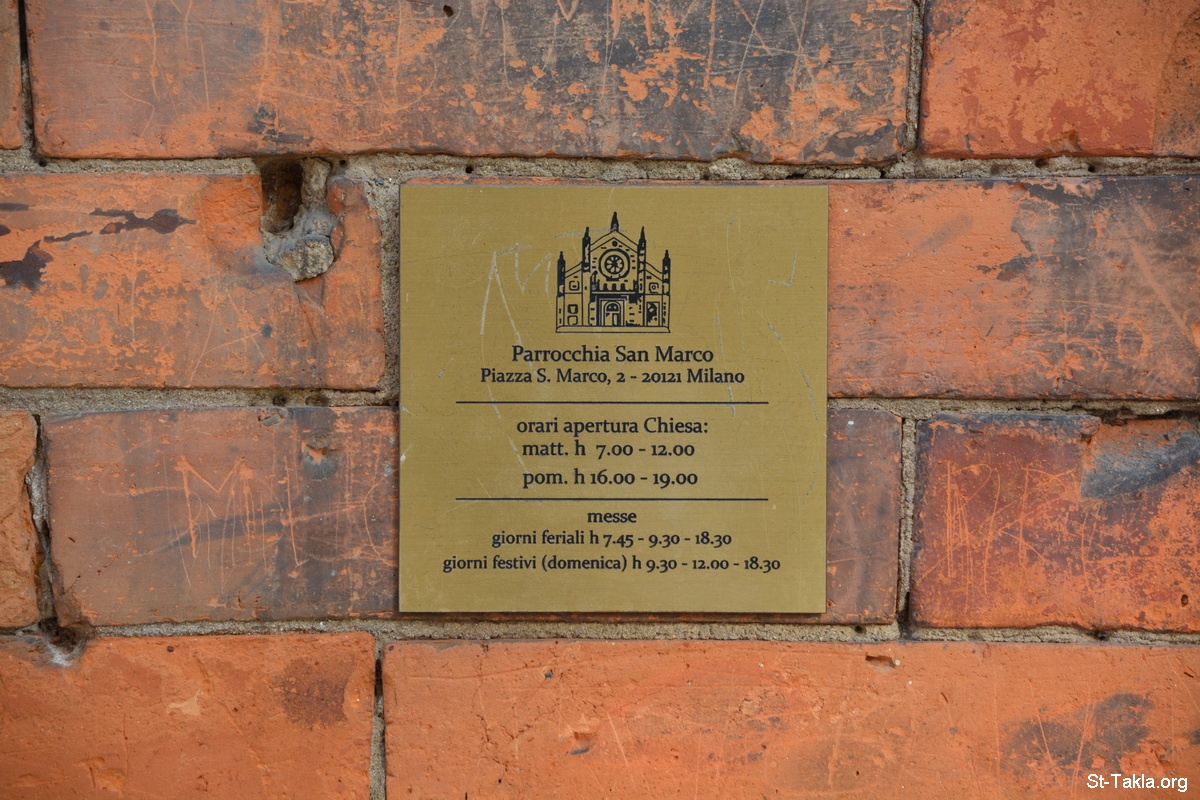 Parrocchia San Marco
Piazza S. Marco, 2 - 20121 Milano
orari apertura Chiesa:
matt. h 7.00 - 12.00
pom. h 16.00 - 19.00
messe
giorni feriali h 7.45 - 9.30 - 18.30
giorni festivi (domenica) h 9.30 - 12.00 - 18.30
St-Takla.org